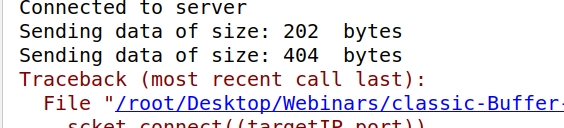 Connected to server
Sending data of size: 202  bytes
Sending data of size: 404  bytes
Traceback (most recent call last):
File "/root/Desktop/Webinars/classic-Buffer-
scket.connect((targetIP,port))